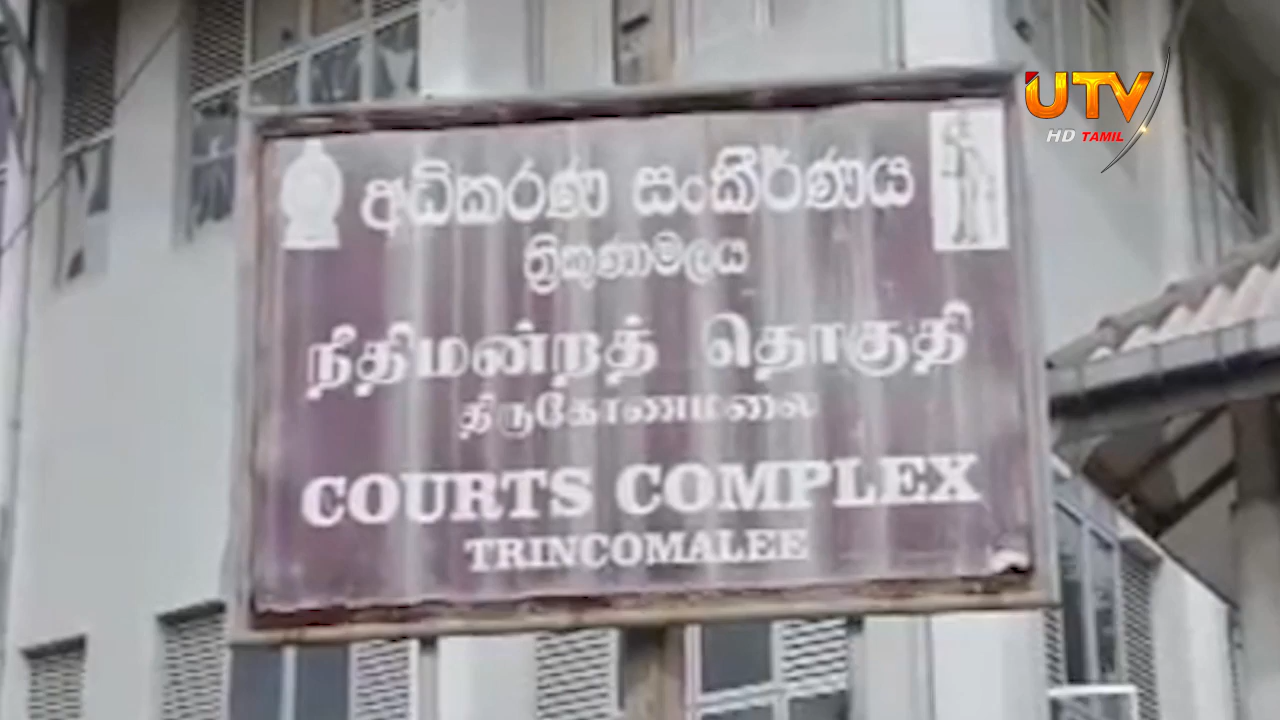 UTV
HD TAMIL
අධිකරණ සංකීර්ණය
ත්‍රිකුණාමලය
நீதிமன்றத் தொகுதி
திருகோணமலை
COURTS COMPLEX
TRINCOMALEE